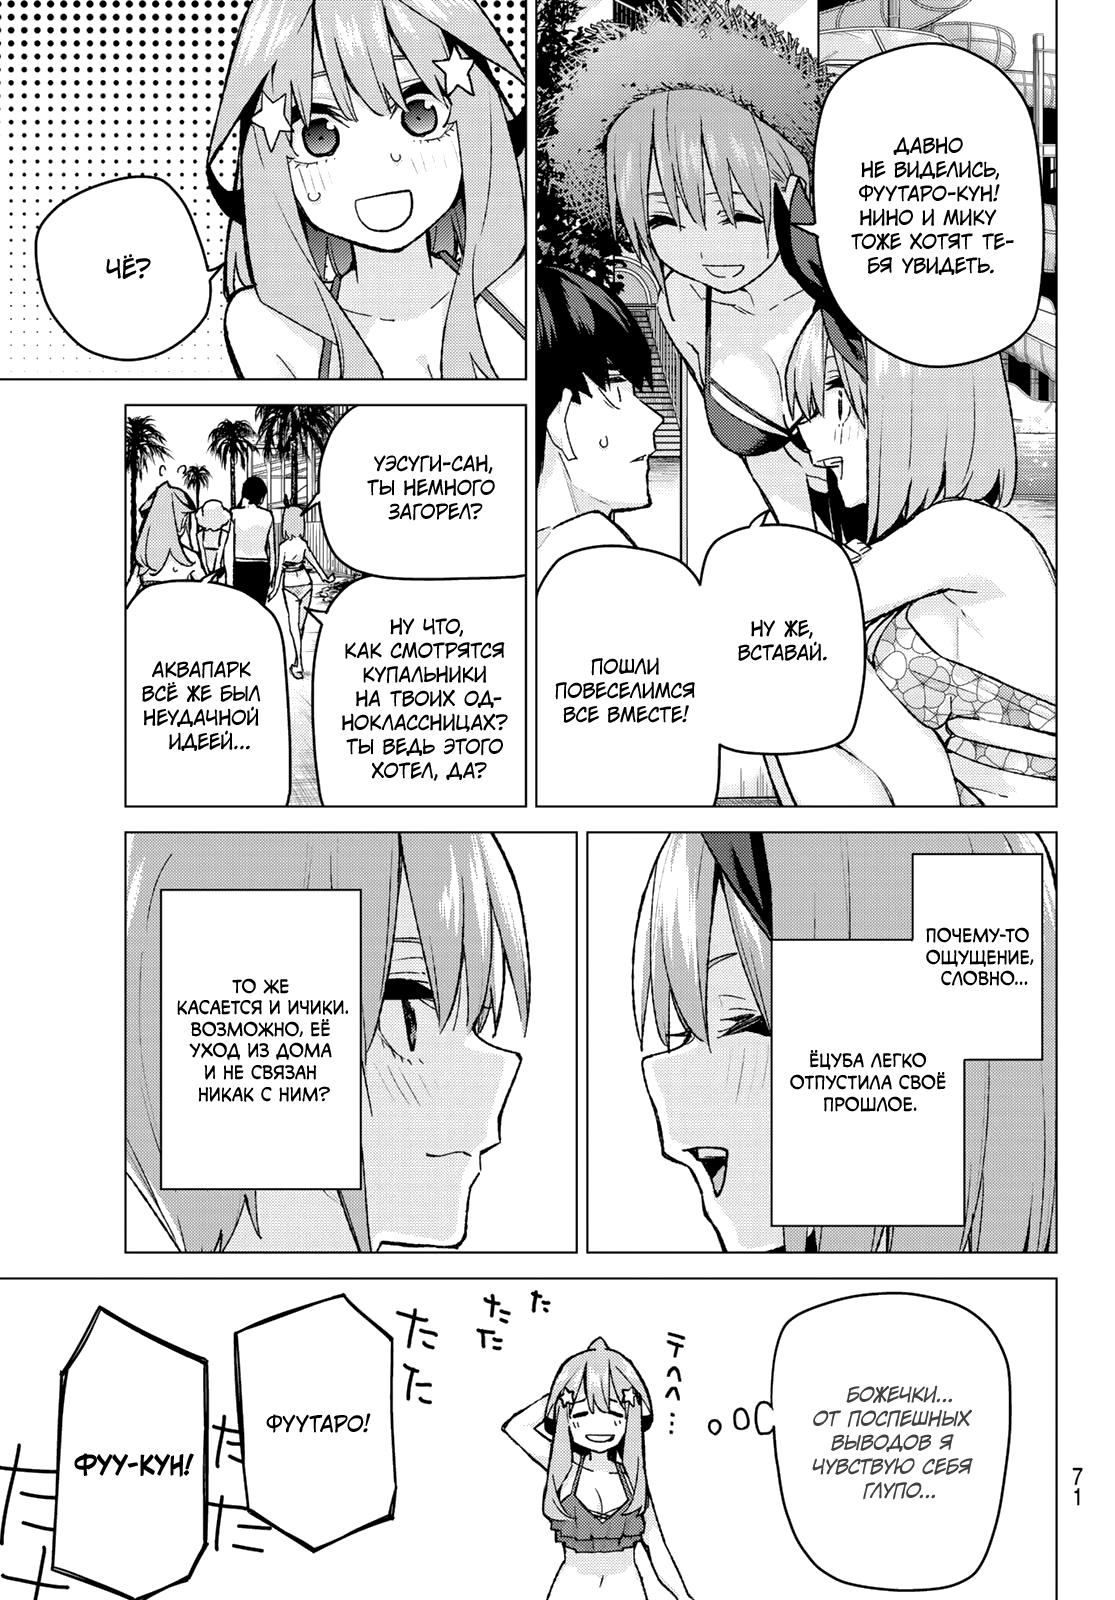 ДАВНО
НЕ ВИДЕЛИСЬ,
ФУУТАРО-КУН!
НИНО И МИКУ
ТОЖЕ ХОТЯТ ТЕ-
БЯ УВИДЕТЬ.
НУ ЖЕ,
ВСТАВАЙ.
ПОШЛИ
ПОВЕСЕЛИМСЯ
ВСЕ ВМЕСТЕ!
ЧЁ?
УЭСУГИ-САН,
ТЫ НЕМНОГО
ЗАГОРЕЛ?
НУ ЧТО,
КАК СМОТРЯТСЯ
КУПАЛЬНИКИ
НА ТВОИХ ОД-
НОКЛАССНИЦАХ?
ТЫ ВЕДЬ ЭТОГО
ХОТЕЛ, ДА?
АКВАПАРК
ВСЁ ЖЕ БЫЛ
НЕУДАЧНОЙ
ИДЕЕЙ...
ПОЧЕМУ-ТО
ОЩУЩЕНИЕ,
СЛОВНО...
ЁЦУБА ЛЕГКО
ОТПУСТИЛА СВОЁ
ПРОШЛОЕ.
ТО ЖЕ
КАСАЕТСЯ И ИЧИКИ.
ВОЗМОЖНО, ЕЁ
УХОД ИЗ ДОМА
И НЕ СВЯЗАН
НИКАК С НИМ?
БОЖЕЧКИ...
ОТ ПОСПЕШНЫХ
ВЫВОДОВ Я
ЧУВСТВУЮ СЕБЯ
ГЛУПО...
テヘヘ…
た
たた
たた
ФУУТАРО!
ФУУ-КУН!
71